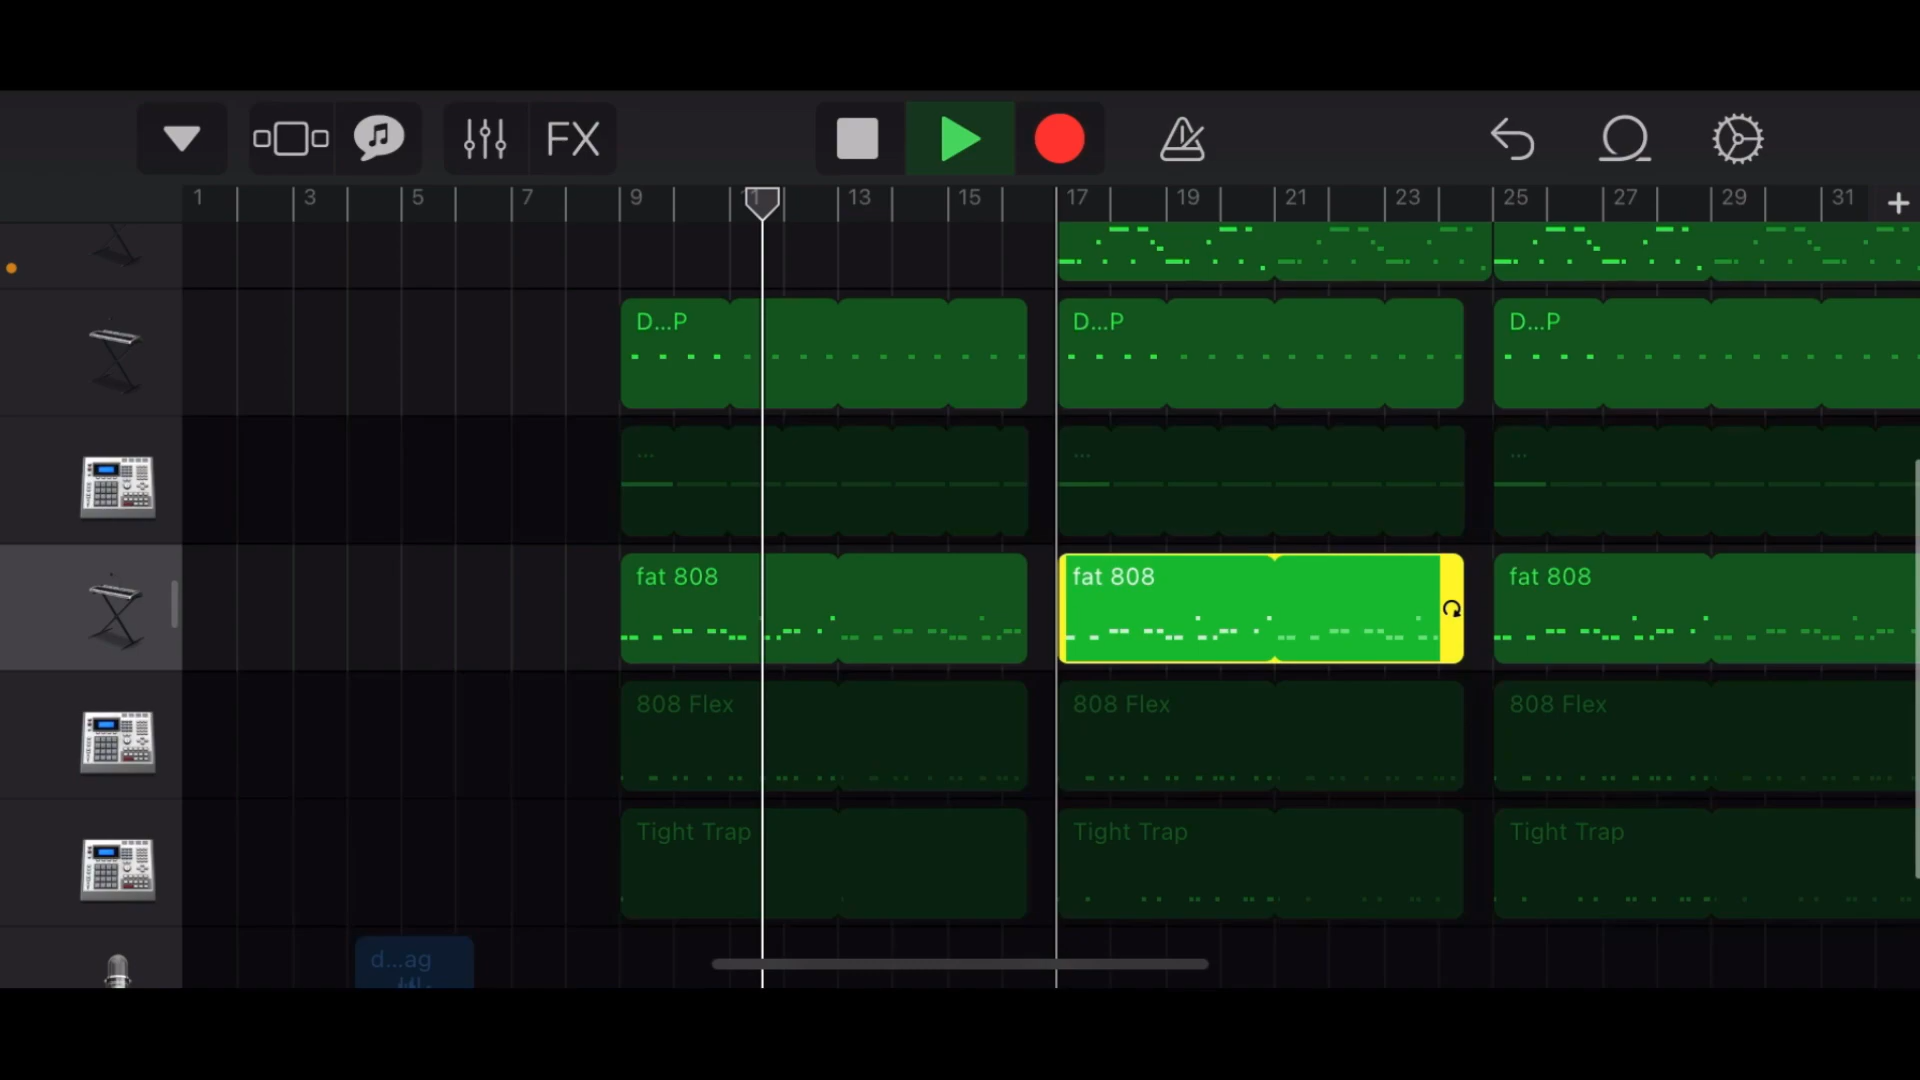 FX
1 3 5 7 9 13 15 17 19 21 23 25 27 29 31 +
D...P D...P D...P
... ... ...
fat 808 fat 808 fat 808
808 Flex 808 Flex 808 Flex
Tight Trap Tight Trap Tight Trap
d...ag